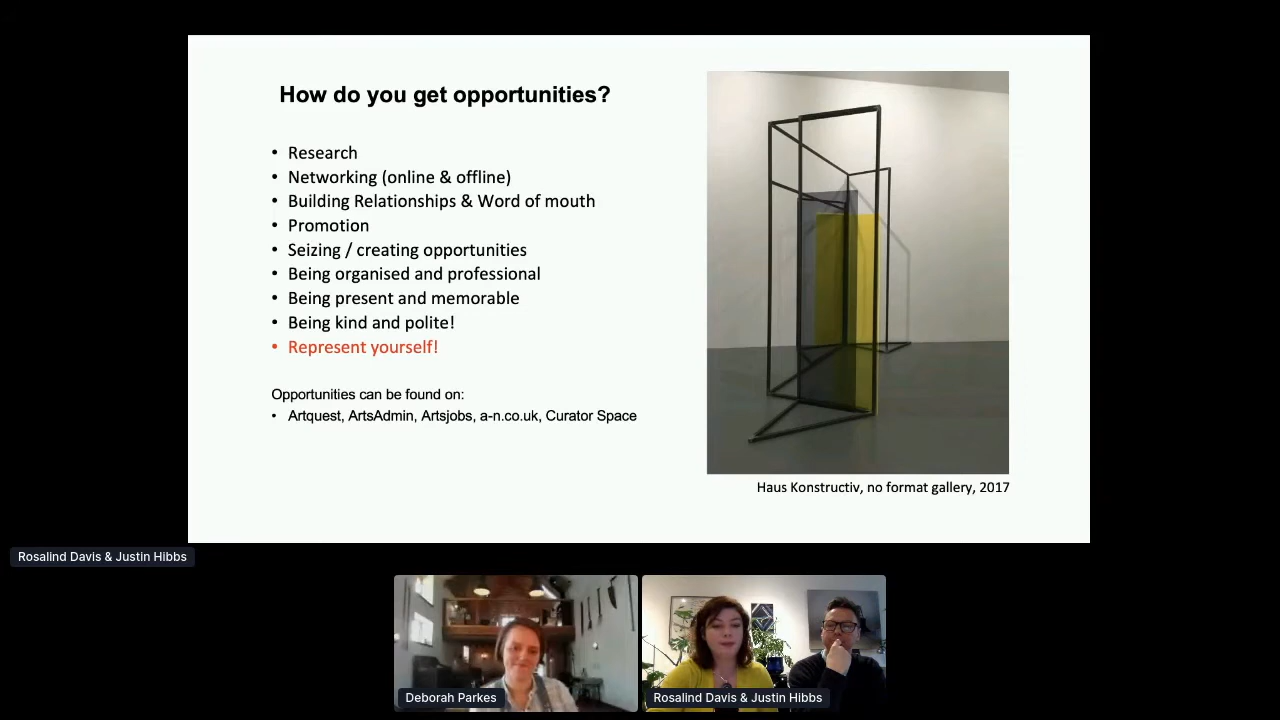 How do you get opportunities?
• Research
• Networking (online & offline)
• Building Relationships & Word of mouth
• Promotion
• Seizing / creating opportunities
• Being organised and professional
• Being present and memorable
• Being kind and polite!
• Represent yourself!
Opportunities can be found on:
• Artquest, ArtsAdmin, Artsjobs, a-n.co.uk, Curator Space
Haus Konstructiv, no format gallery, 2017
Rosalind Davis & Justin Hibbs
Deborah Parkes
Rosalind Davis & Justin Hibbs